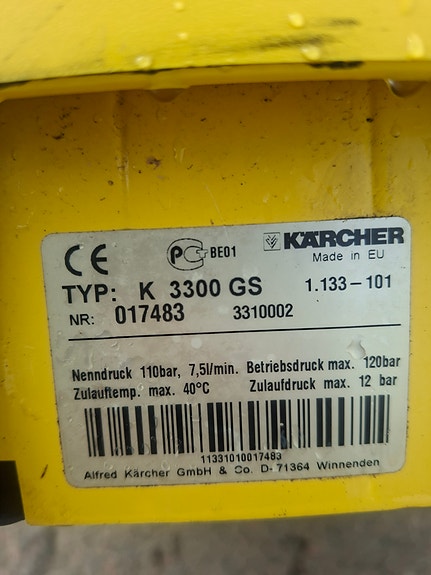 CE PG BE01 KÄRCHER
Made in EU
TYP: K 3300 GS 1.133-101
NR: 017483 3310002
Nenndruck 110bar, 7,5l/min. Betriebsdruck max. 120bar
Zulauftemp. max. 40°C Zulaufdruck max. 12 bar
11331010017483
Alfred Kärcher GmbH & Co. D-71364 Winnenden